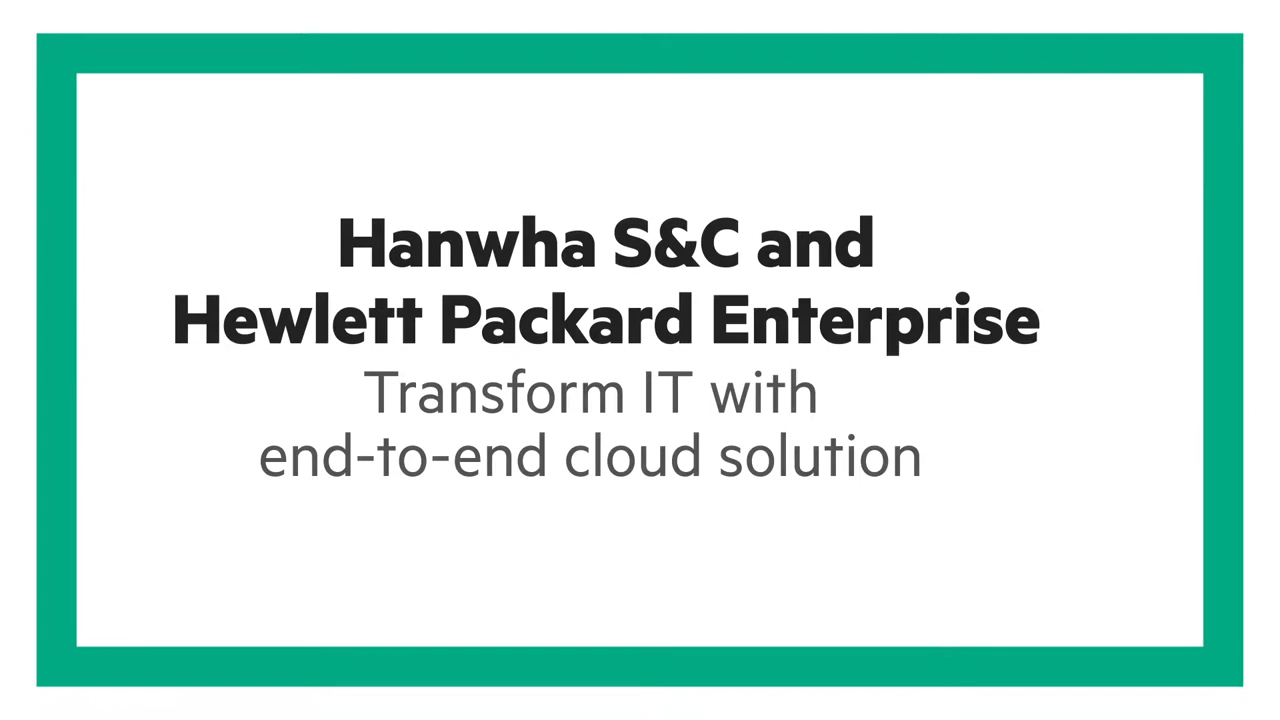 Hanwha S&C and
Hewlett Packard Enterprise
Transform IT with
end-to-end cloud solution